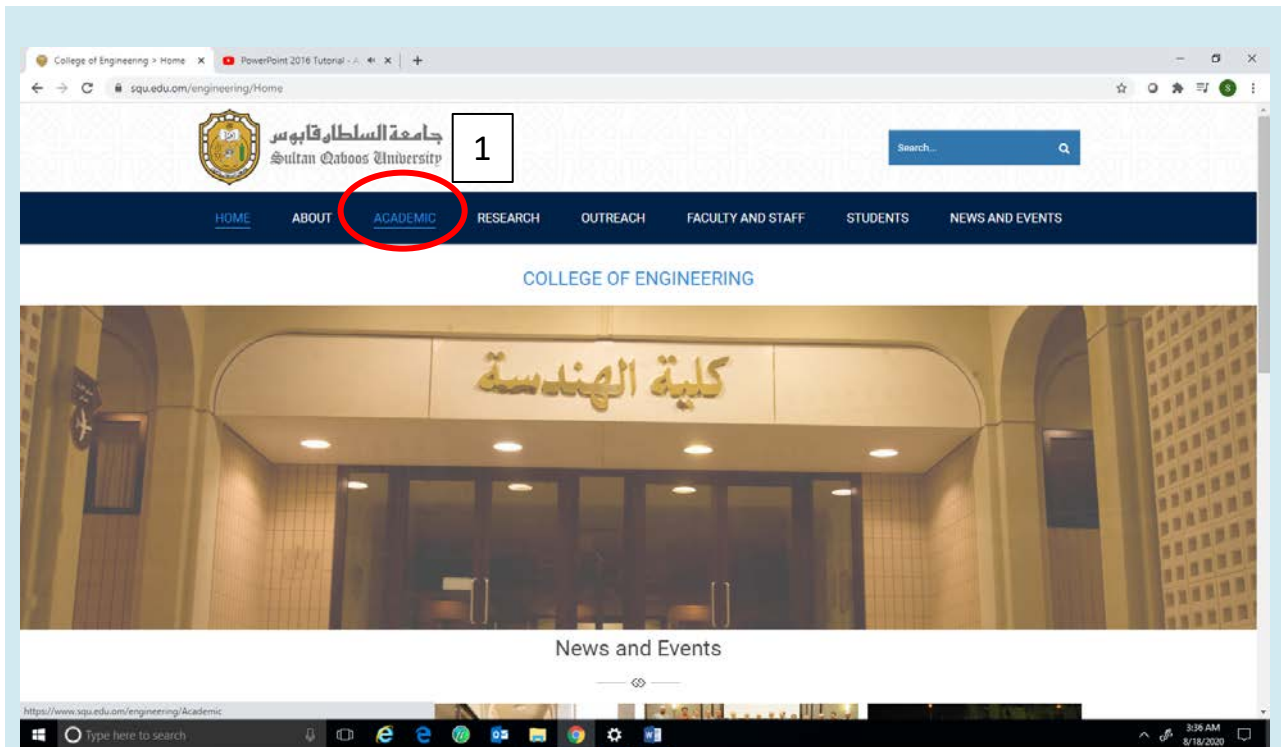 College of Engineering > Home
PowerPoint 2016 Tutorial - A
squ.edu.om/engineering/Home
S
جامعة السلطان قابوس
Sultan Qaboos University
1
Search...
HOME ABOUT ACADEMIC RESEARCH OUTREACH FACULTY AND STAFF STUDENTS NEWS AND EVENTS
COLLEGE OF ENGINEERING
كلية الهندسة
News and Events
https://www.squ.edu.om/engineering/Academic
Type here to search
3:36 AM
8/18/2020